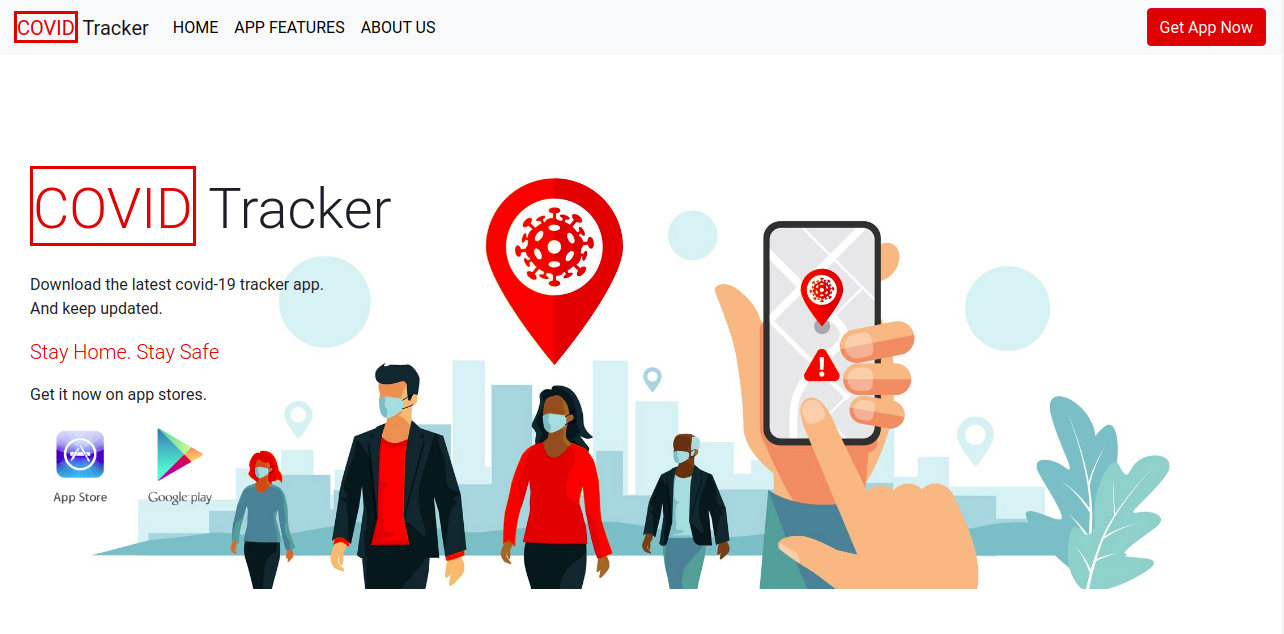 COVID Tracker HOME APP FEATURES ABOUT US Get App Now
COVID Tracker
Download the latest covid-19 tracker app.
And keep updated.
Stay Home. Stay Safe
Get it now on app stores.
App Store Google play